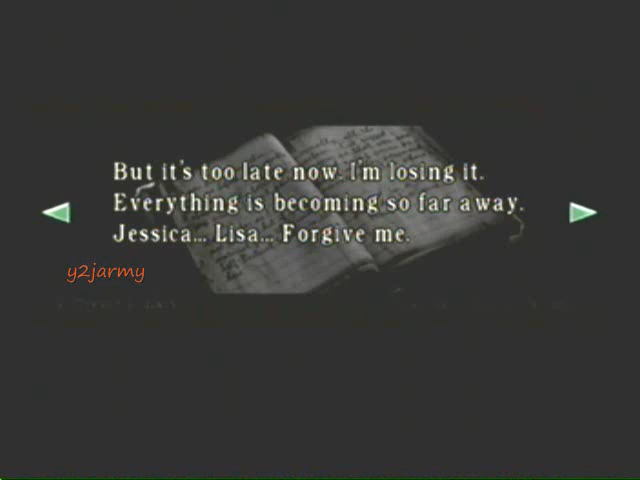 But it's too late now. I'm losing it.
Everything is becoming so far away.
Jessica... Lisa... Forgive me.
y2jarmy